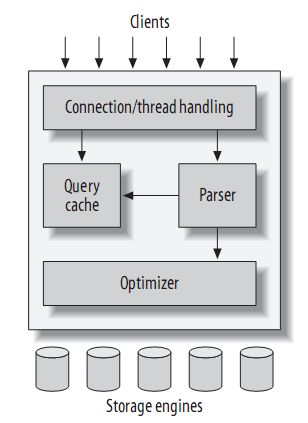 Clients
Connection/thread handling
Query
cache
Parser
Optimizer
Storage engines